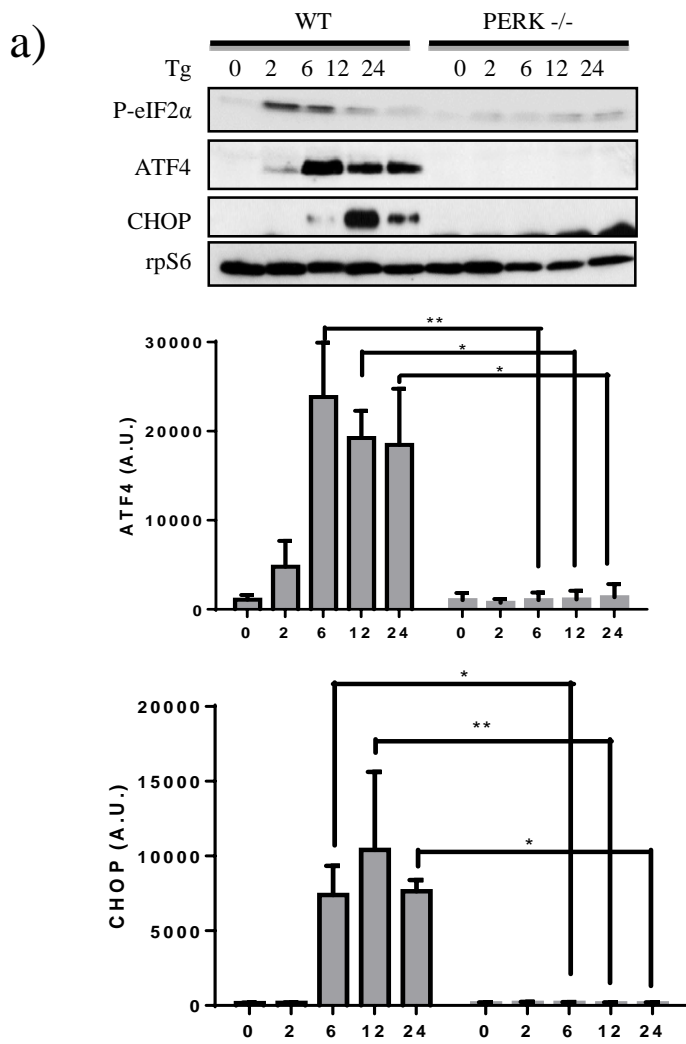 a)
WT PERK -/-
Tg 0 2 6 12 24 0 2 6 12 24
P-eIF2α
ATF4
CHOP
rpS6
**
*
*
30000
20000
10000
0
ATF4 (A.U.)
0 2 6 12 24 0 2 6 12 24
*
**
*
20000
15000
10000
5000
0
CHOP (A.U.)
0 2 6 12 24 0 2 6 12 24